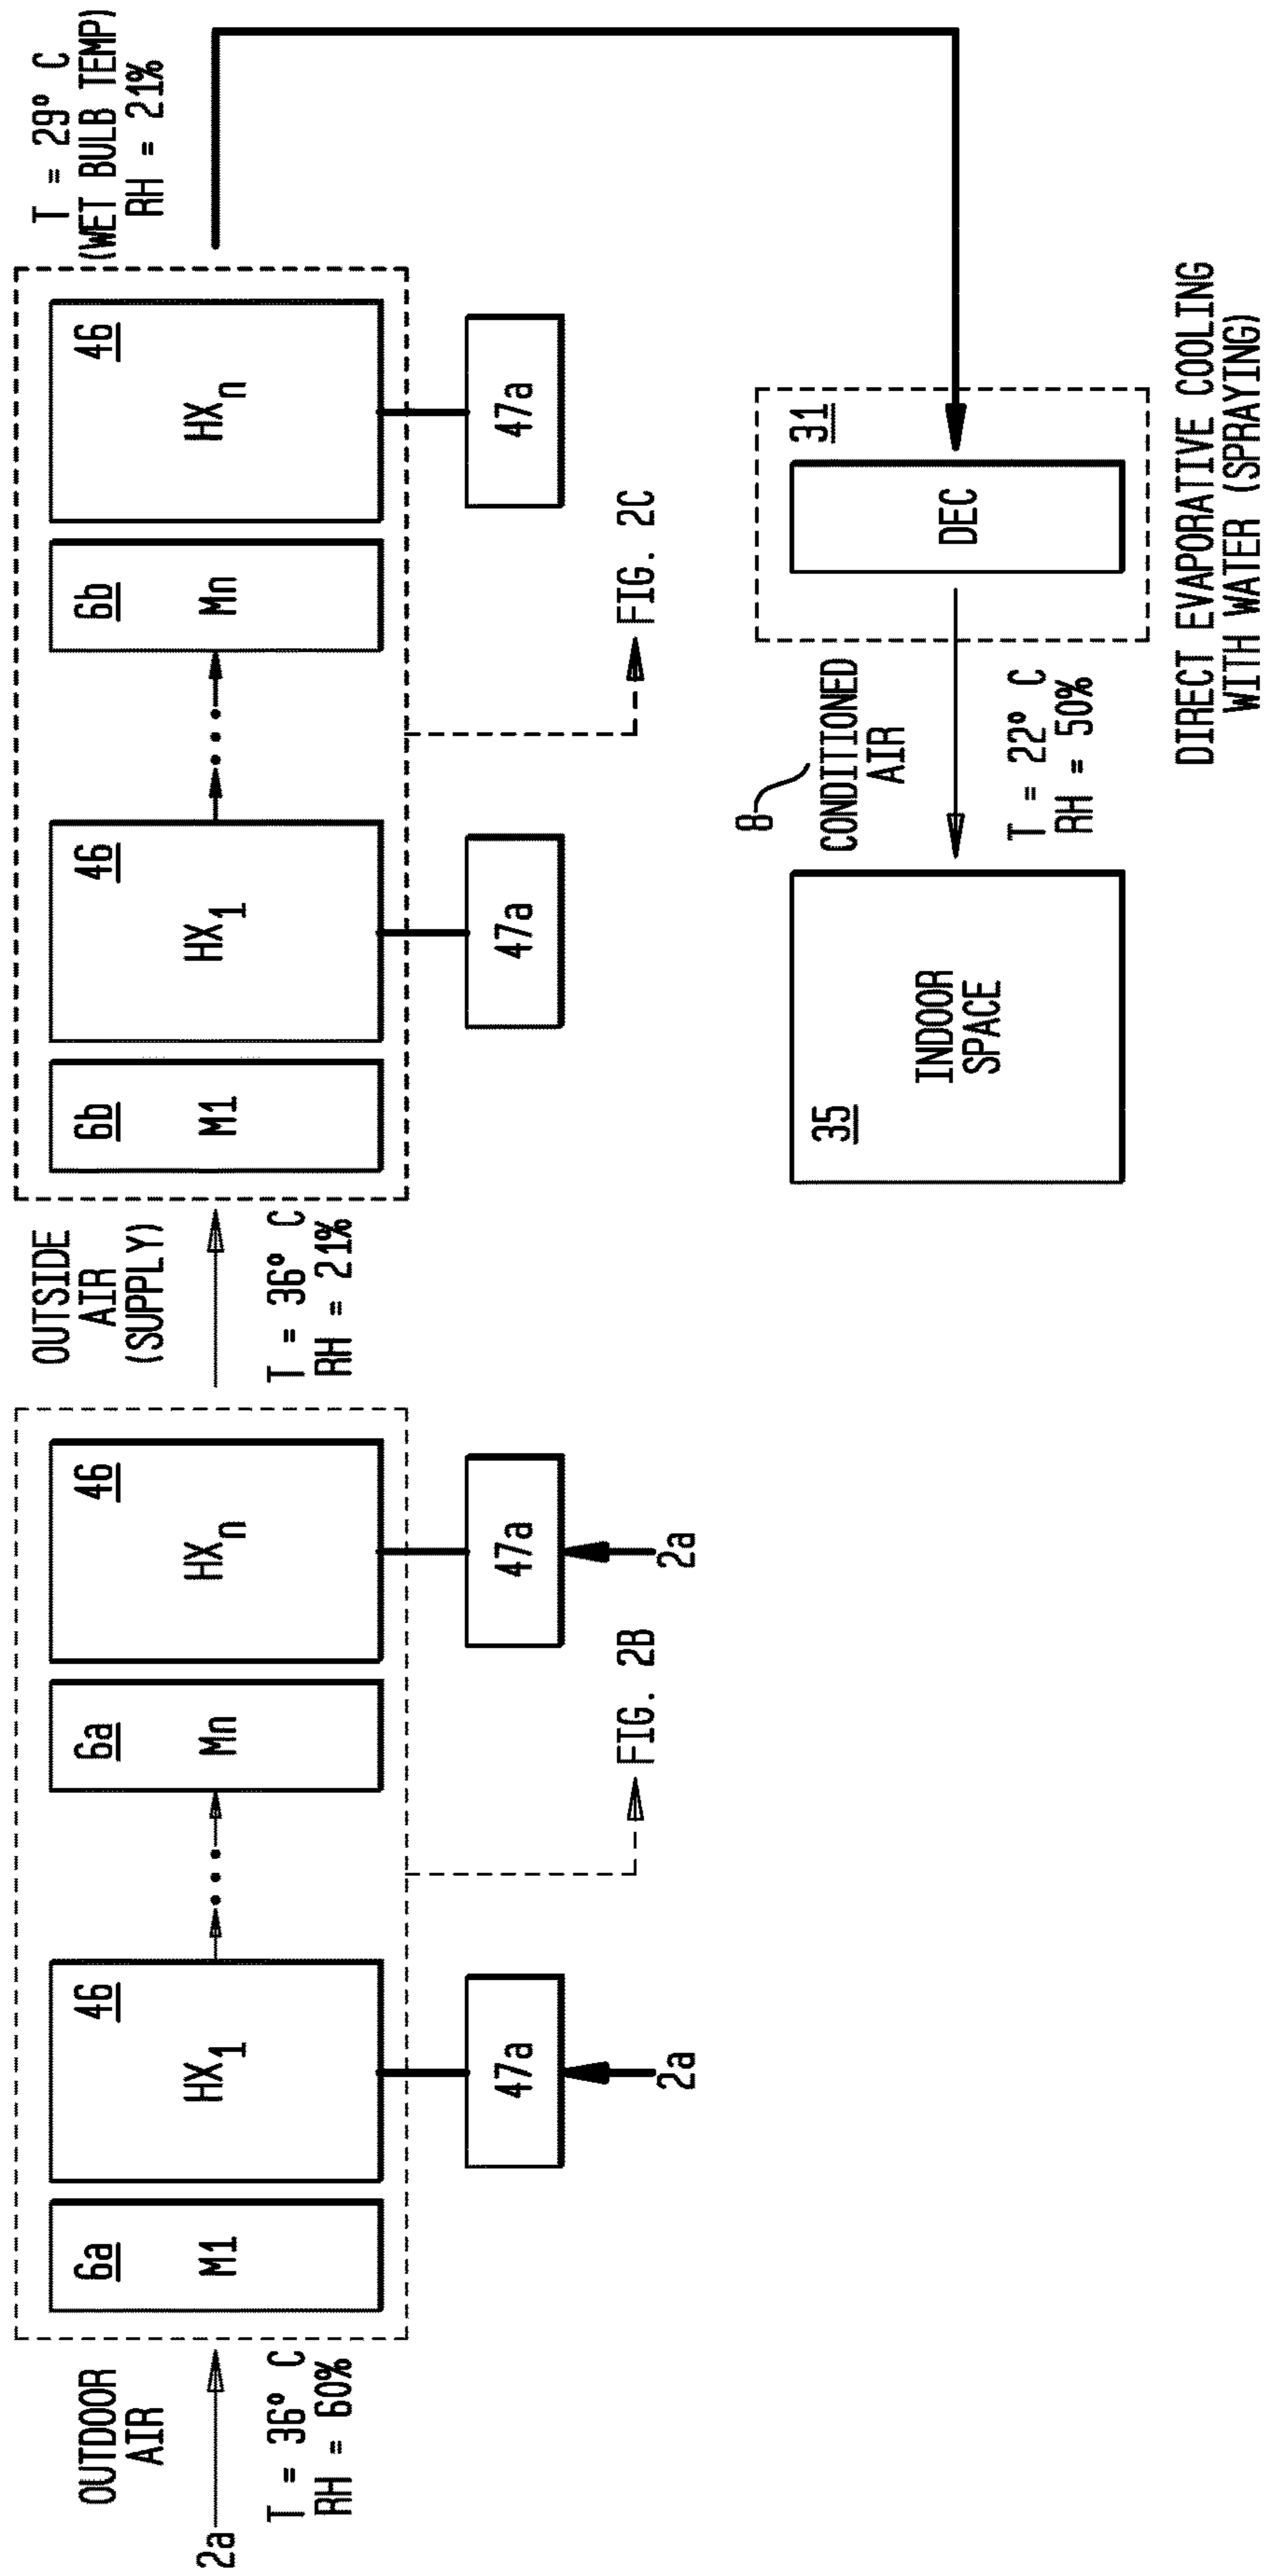 OUTDOOR
AIR
2a
T = 36° C
RH = 60%
6a
M1
46
HX1
47a
2a
6a
Mn
46
HXn
47a
2a
FIG. 2B
OUTSIDE
AIR
(SUPPLY)
T = 36° C
RH = 21%
6b
M1
46
HX1
47a
6b
Mn
46
HXn
47a
FIG. 2C
T = 29° C
(WET BULB TEMP)
RH = 21%
35
INDOOR
SPACE
8
CONDITIONED
AIR
T = 22° C
RH = 50%
31
DEC
DIRECT EVAPORATIVE COOLING
WITH WATER (SPRAYING)